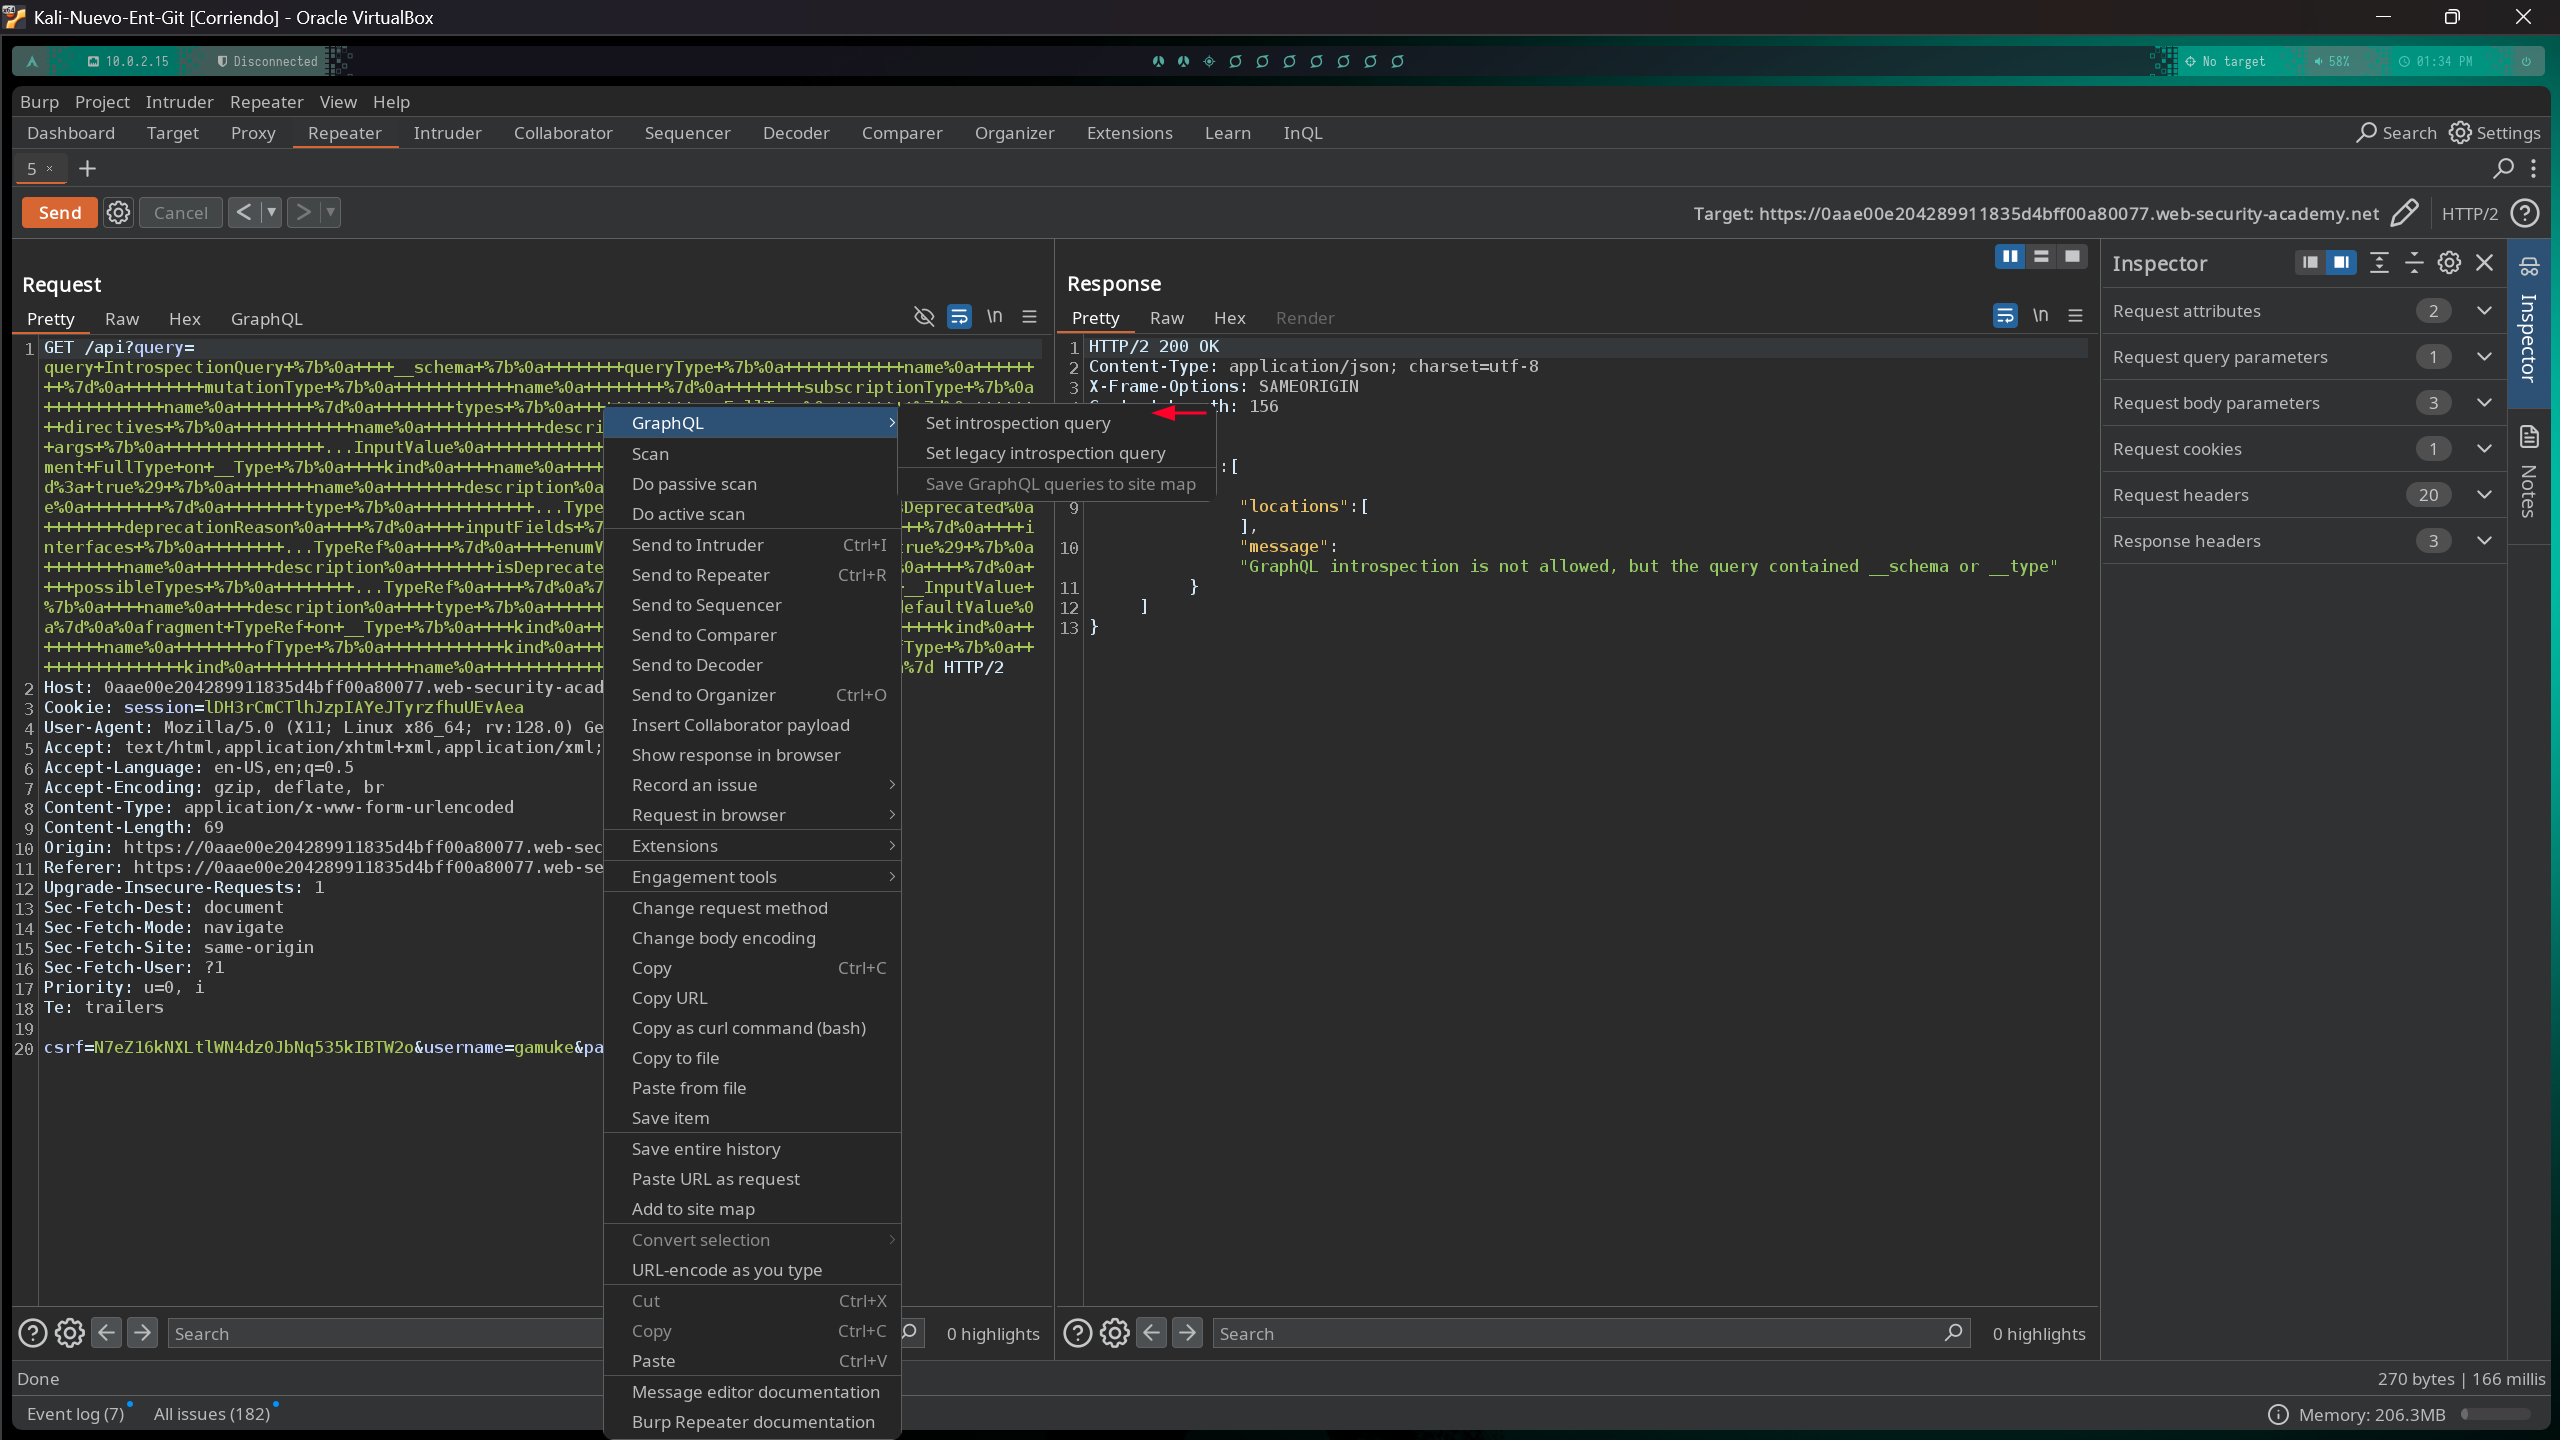 Kali-Nuevo-Ent-Git [Corriendo] - Oracle VirtualBox
10.0.2.15 Disconnected No target 58% 01:34 PM
Burp Project Intruder Repeater View Help
Dashboard Target Proxy Repeater Intruder Collaborator Sequencer Decoder Comparer Organizer Extensions Learn InQL Search Settings
5 × +
Send Cancel < > Target: https://0aae00e204289911835d4bff00a80077.web-security-academy.net HTTP/2
Request
Pretty Raw Hex GraphQL \n
1 GET /api?query=
query+IntrospectionQuery+%7b%0a++++__schema+%7b%0a++++++++queryType+%7b%0a++++++++++++name%0a++++++
++%7d%0a++++++++mutationType+%7b%0a++++++++++++name%0a++++++++%7d%0a++++++++subscriptionType+%7b%0a
++++++++++++name%0a++++++++%7d%0a++++++++types+%7b%0a++++++++++++
++directives+%7b%0a++++++++++++name%0a++++++++++++descri
+args+%7b%0a++++++++++++++++...InputValue%0a++++++++++++
ment+FullType+on+__Type+%7b%0a++++kind%0a++++name%0a++++
d%3a+true%29+%7b%0a++++++++name%0a++++++++description%0a
e%0a++++++++%7d%0a++++++++type+%7b%0a++++++++++++...Type Deprecated%0a
++++++++deprecationReason%0a++++%7d%0a++++inputFields+%7 ++%7d%0a++++i
nterfaces+%7b%0a++++++++...TypeRef%0a++++%7d%0a++++enumV rue%29+%7b%0a
++++++++name%0a++++++++description%0a++++++++isDeprecate %7d%0a+
+++possibleTypes+%7b%0a++++++++...TypeRef%0a++++%7d%0a%7 __InputValue+
%7b%0a++++name%0a++++description%0a++++type+%7b%0a++++++ efaultValue%0
a%7d%0a%0afragment+TypeRef+on+__Type+%7b%0a++++kind%0a++ ++++kind%0a++
++++++name%0a++++++++ofType+%7b%0a++++++++++++kind%0a+++ Type+%7b%0a++
++++++++++++++kind%0a++++++++++++++++name%0a++++++++++++ %7d HTTP/2
2 Host: 0aae00e204289911835d4bff00a80077.web-security-acad
3 Cookie: session=lDH3rCmCTlhJzpIAYeJTyrzfhuUEvAea
4 User-Agent: Mozilla/5.0 (X11; Linux x86_64; rv:128.0) Ge
5 Accept: text/html,application/xhtml+xml,application/xml;
6 Accept-Language: en-US,en;q=0.5
7 Accept-Encoding: gzip, deflate, br
8 Content-Type: application/x-www-form-urlencoded
9 Content-Length: 69
10 Origin: https://0aae00e204289911835d4bff00a80077.web-sec
11 Referer: https://0aae00e204289911835d4bff00a80077.web-se
12 Upgrade-Insecure-Requests: 1
13 Sec-Fetch-Dest: document
14 Sec-Fetch-Mode: navigate
15 Sec-Fetch-Site: same-origin
16 Sec-Fetch-User: ?1
17 Priority: u=0, i
18 Te: trailers
19
20 csrf=N7eZ16kNXLtlWN4dz0JbNq535kIBTW2o&username=gamuke&pa
GraphQL
Scan
Do passive scan
Do active scan
Send to Intruder Ctrl+I
Send to Repeater Ctrl+R
Send to Sequencer
Send to Comparer
Send to Decoder
Send to Organizer Ctrl+O
Insert Collaborator payload
Show response in browser
Record an issue
Request in browser
Extensions
Engagement tools
Change request method
Change body encoding
Copy Ctrl+C
Copy URL
Copy as curl command (bash)
Copy to file
Paste from file
Save item
Save entire history
Paste URL as request
Add to site map
Convert selection
URL-encode as you type
Cut Ctrl+X
Copy Ctrl+C
Paste Ctrl+V
Message editor documentation
Burp Repeater documentation
Set introspection query
Set legacy introspection query
Save GraphQL queries to site map
Response
Pretty Raw Hex Render \n
1 HTTP/2 200 OK
2 Content-Type: application/json; charset=utf-8
3 X-Frame-Options: SAMEORIGIN
th: 156
:[
9 "locations":[
],
10 "message":
"GraphQL introspection is not allowed, but the query contained __schema or __type"
11 }
12 ]
13 }
Inspector
Request attributes 2
Request query parameters 1
Request body parameters 3
Request cookies 1
Request headers 20
Response headers 3
Inspector
Notes
Search 0 highlights
Search 0 highlights
Done 270 bytes | 166 millis
Event log (7) All issues (182) Memory: 206.3MB